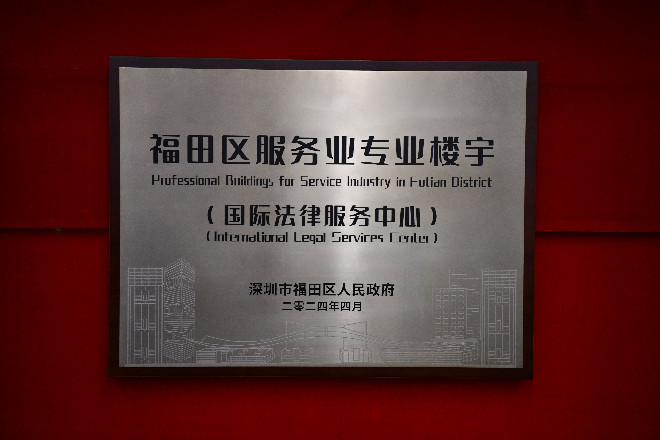 福田区服务业专业楼宇
Professional Buildings for Service Industry in Futian District
(国际法律服务中心)
(International Legal Services Center)
深圳市福田区人民政府
二零二四年四月